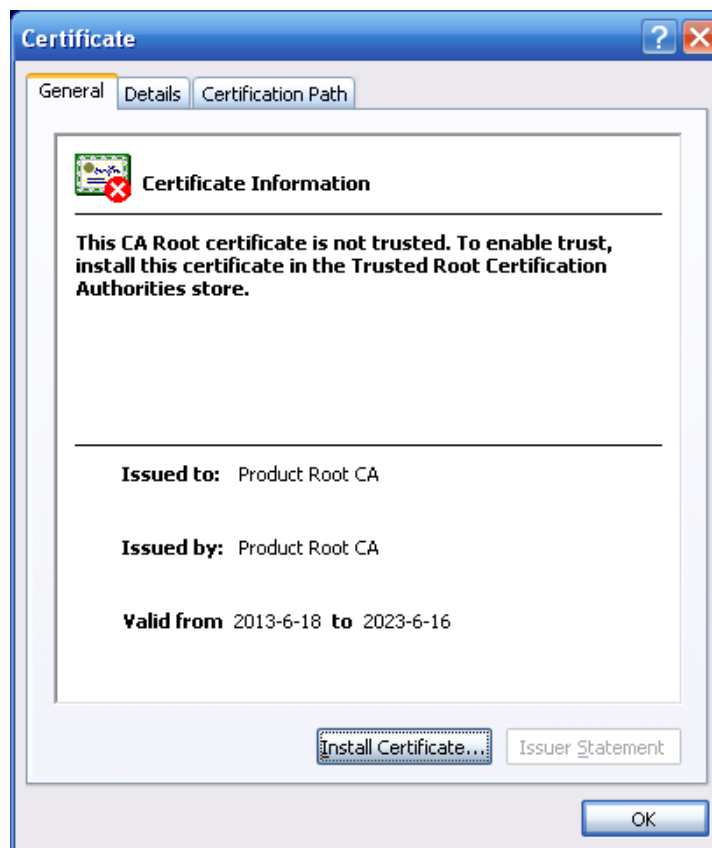 Certificate
?
General Details Certification Path
Certificate Information
This CA Root certificate is not trusted. To enable trust,
install this certificate in the Trusted Root Certification
Authorities store.
Issued to: Product Root CA
Issued by: Product Root CA
Valid from 2013-6-18 to 2023-6-16
Install Certificate... Issuer Statement
OK